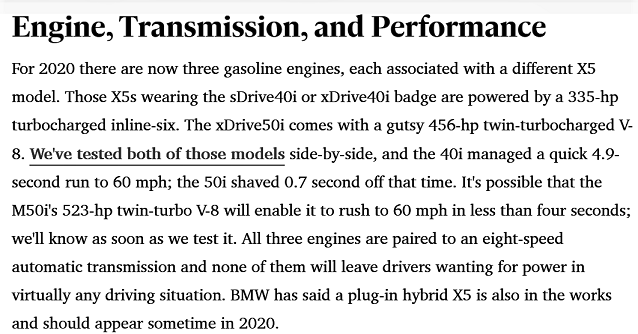 Engine, Transmission, and Performance
For 2020 there are now three gasoline engines, each associated with a different X5
model. Those X5s wearing the sDrive40i or xDrive40i badge are powered by a 335-hp
turbocharged inline-six. The xDrive50i comes with a gutsy 456-hp twin-turbocharged V-
8. We've tested both of those models side-by-side, and the 40i managed a quick 4.9-
second run to 60 mph; the 50i shaved 0.7 second off that time. It's possible that the
M50i's 523-hp twin-turbo V-8 will enable it to rush to 60 mph in less than four seconds;
we'll know as soon as we test it. All three engines are paired to an eight-speed
automatic transmission and none of them will leave drivers wanting for power in
virtually any driving situation. BMW has said a plug-in hybrid X5 is also in the works
and should appear sometime in 2020.